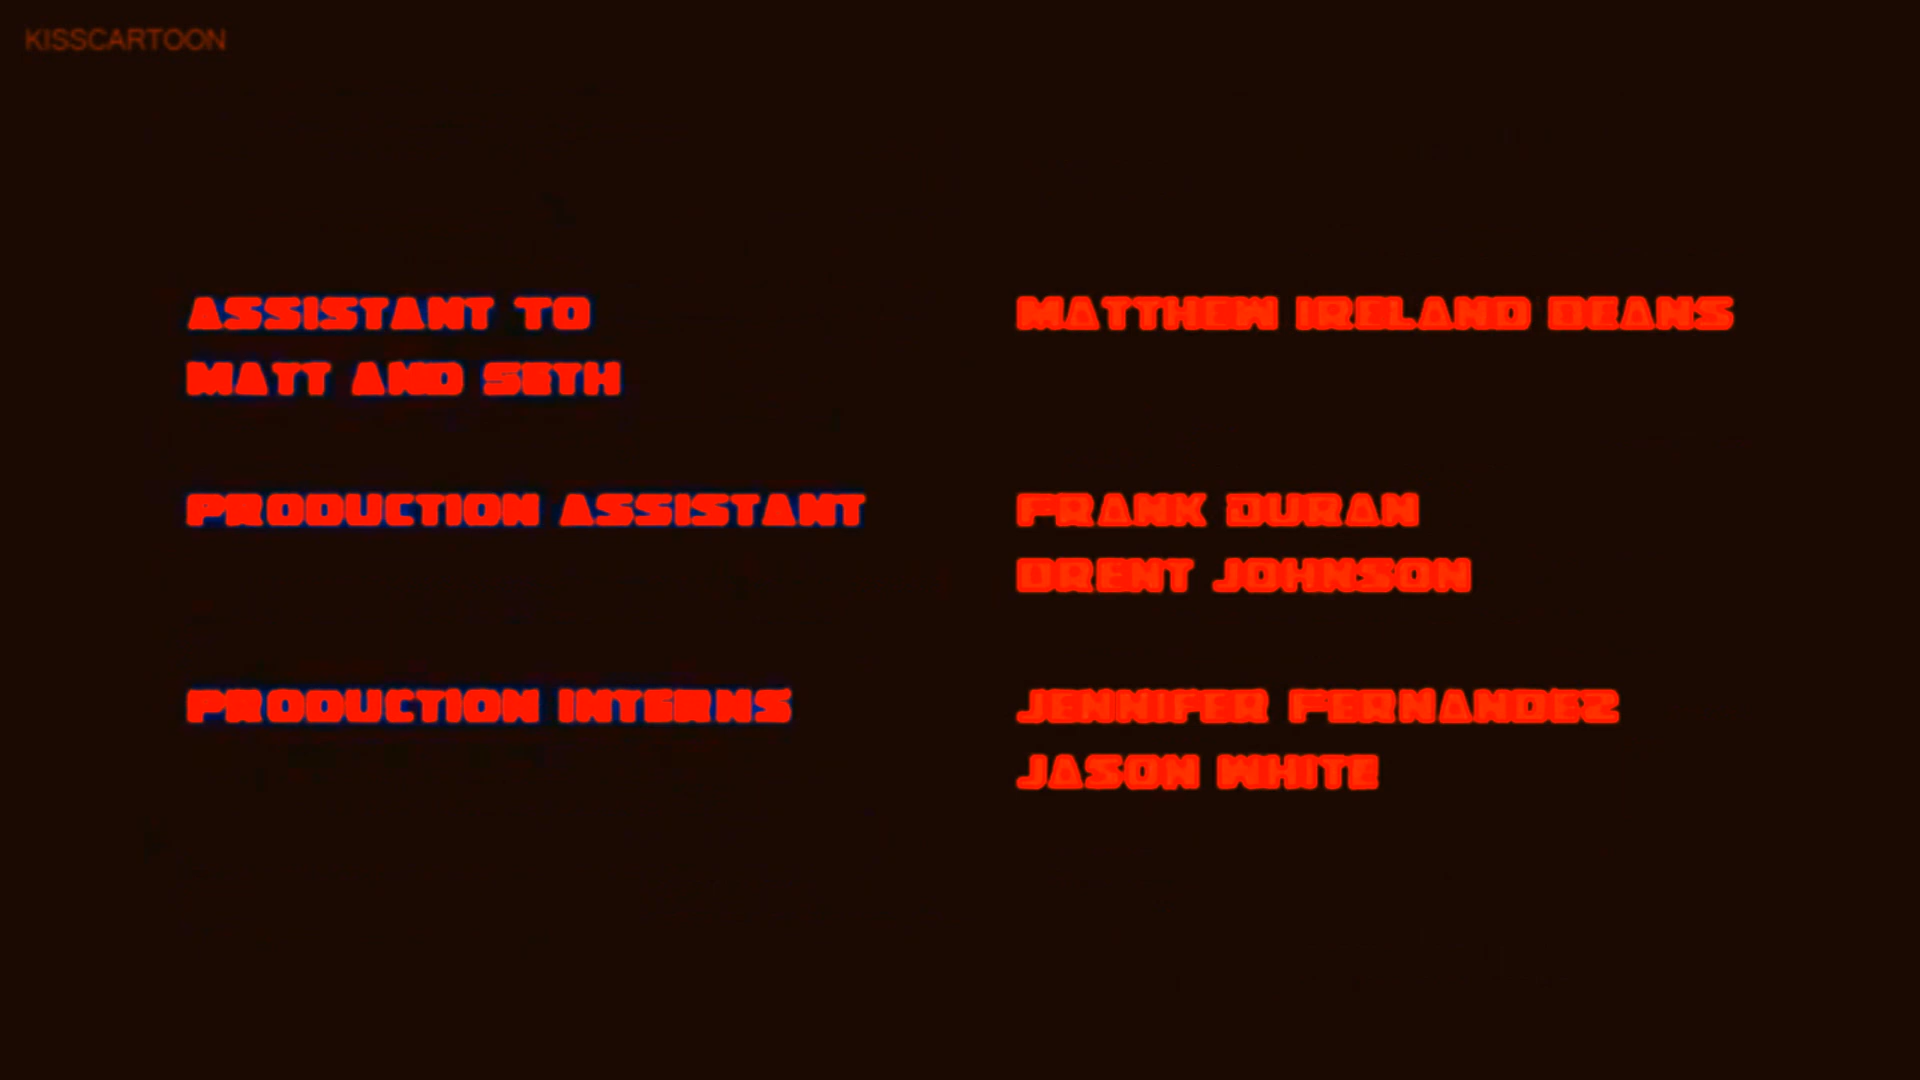 KISSCARTOON
ASSISTANT TO MATTHEW IRELAND BEANS
MATT AND SETH
PRODUCTION ASSISTANT FRANK DURAN
BRENT JOHNSON
PRODUCTION INTERNS JENNIFER FERNANDEZ
JASON WHITE